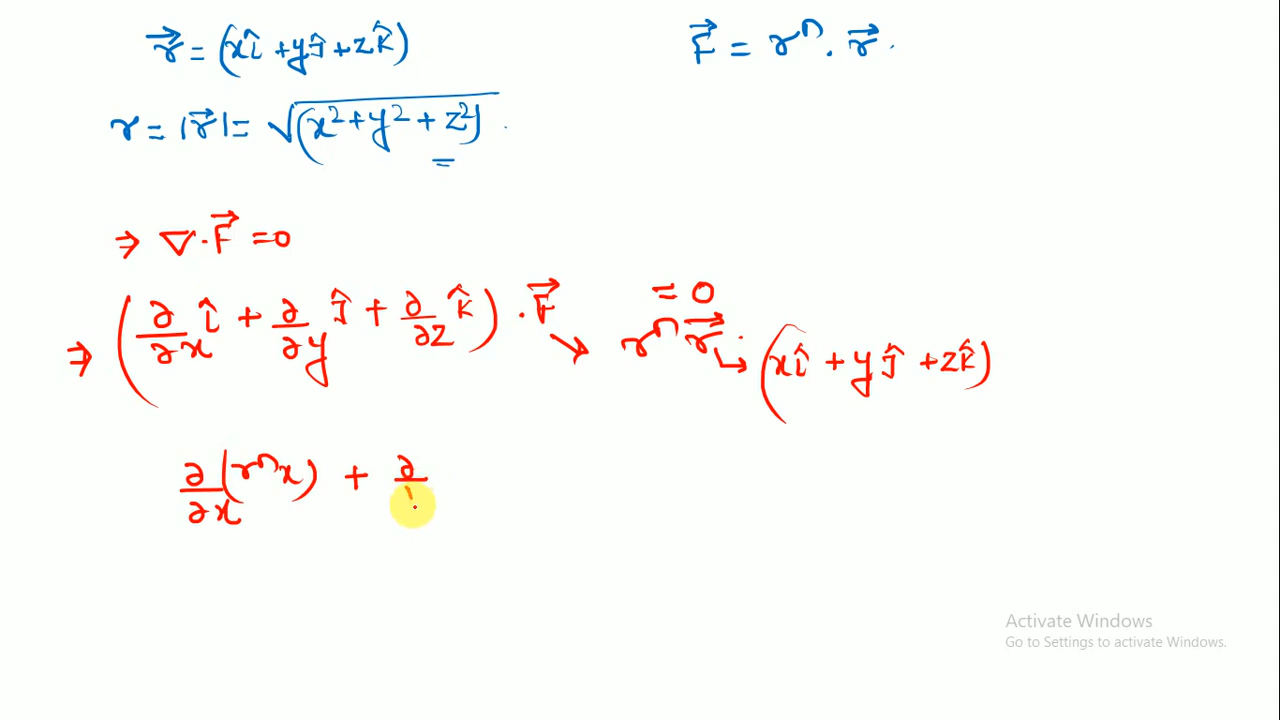 r⃗ = (xî + yĵ + zk̂)
F⃗ = rⁿ . r⃗ .
r = |r⃗| = √(x² + y² + z²) .
⇒ ∇ . F⃗ = 0
⇒ (∂/∂x î + ∂/∂y ĵ + ∂/∂z k̂) . F⃗ = 0
rⁿ r⃗ . → (xî + yĵ + zk̂)
∂/∂x (rⁿx) + ∂/
Activate Windows
Go to Settings to activate Windows.